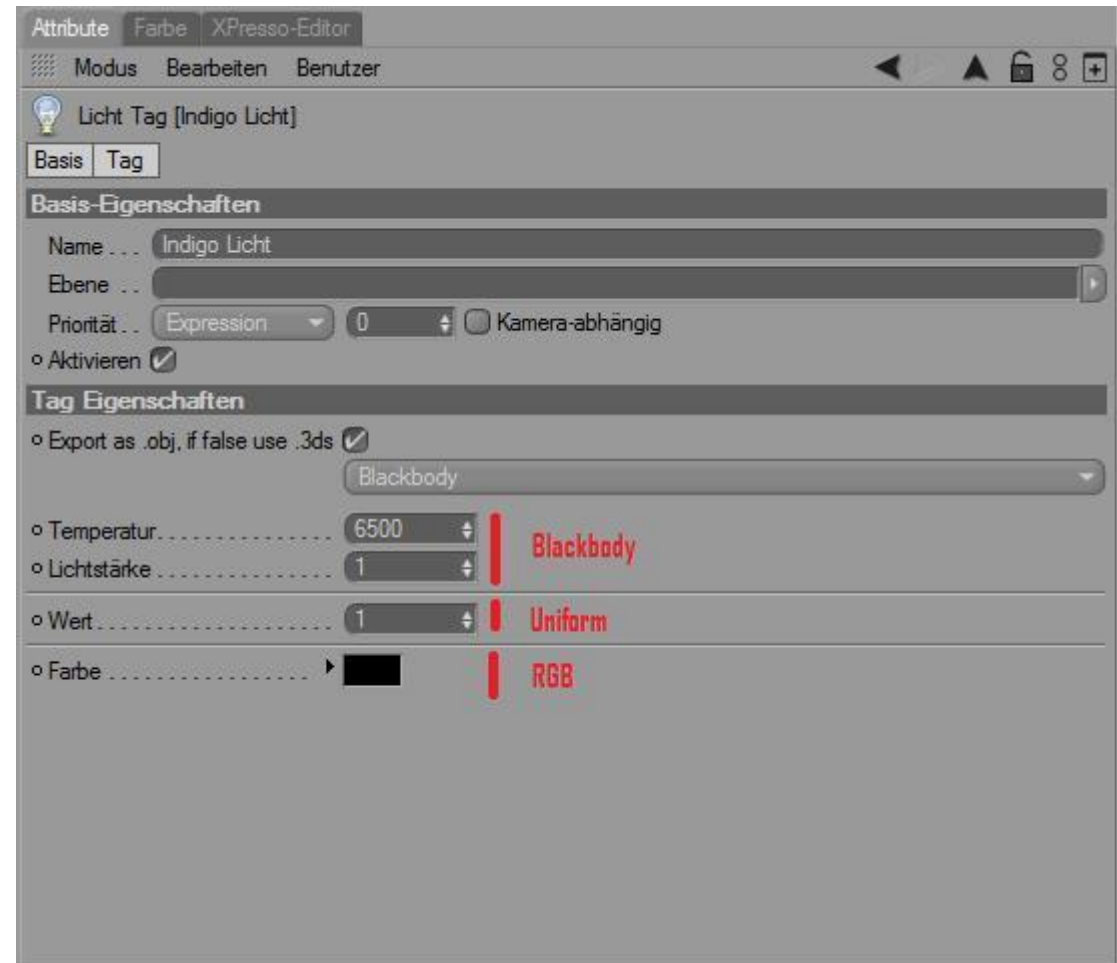 Attribute Farbe XPresso-Editor
Modus Bearbeiten Benutzer
Licht Tag [Indigo Licht]
Basis Tag
Basis-Eigenschaften
Name . . . Indigo Licht
Ebene . .
Priorität . . Expression 0 Kamera-abhängig
Aktivieren
Tag Eigenschaften
Export as .obj, if false use .3ds
Blackbody
Temperatur. . . . . . . . . . . . . . . 6500
Blackbody
Lichtstärke . . . . . . . . . . . . . . . 1
Wert. . . . . . . . . . . . . . . . . . . . . 1 Uniform
Farbe . . . . . . . . . . . . . . . . . . RGB